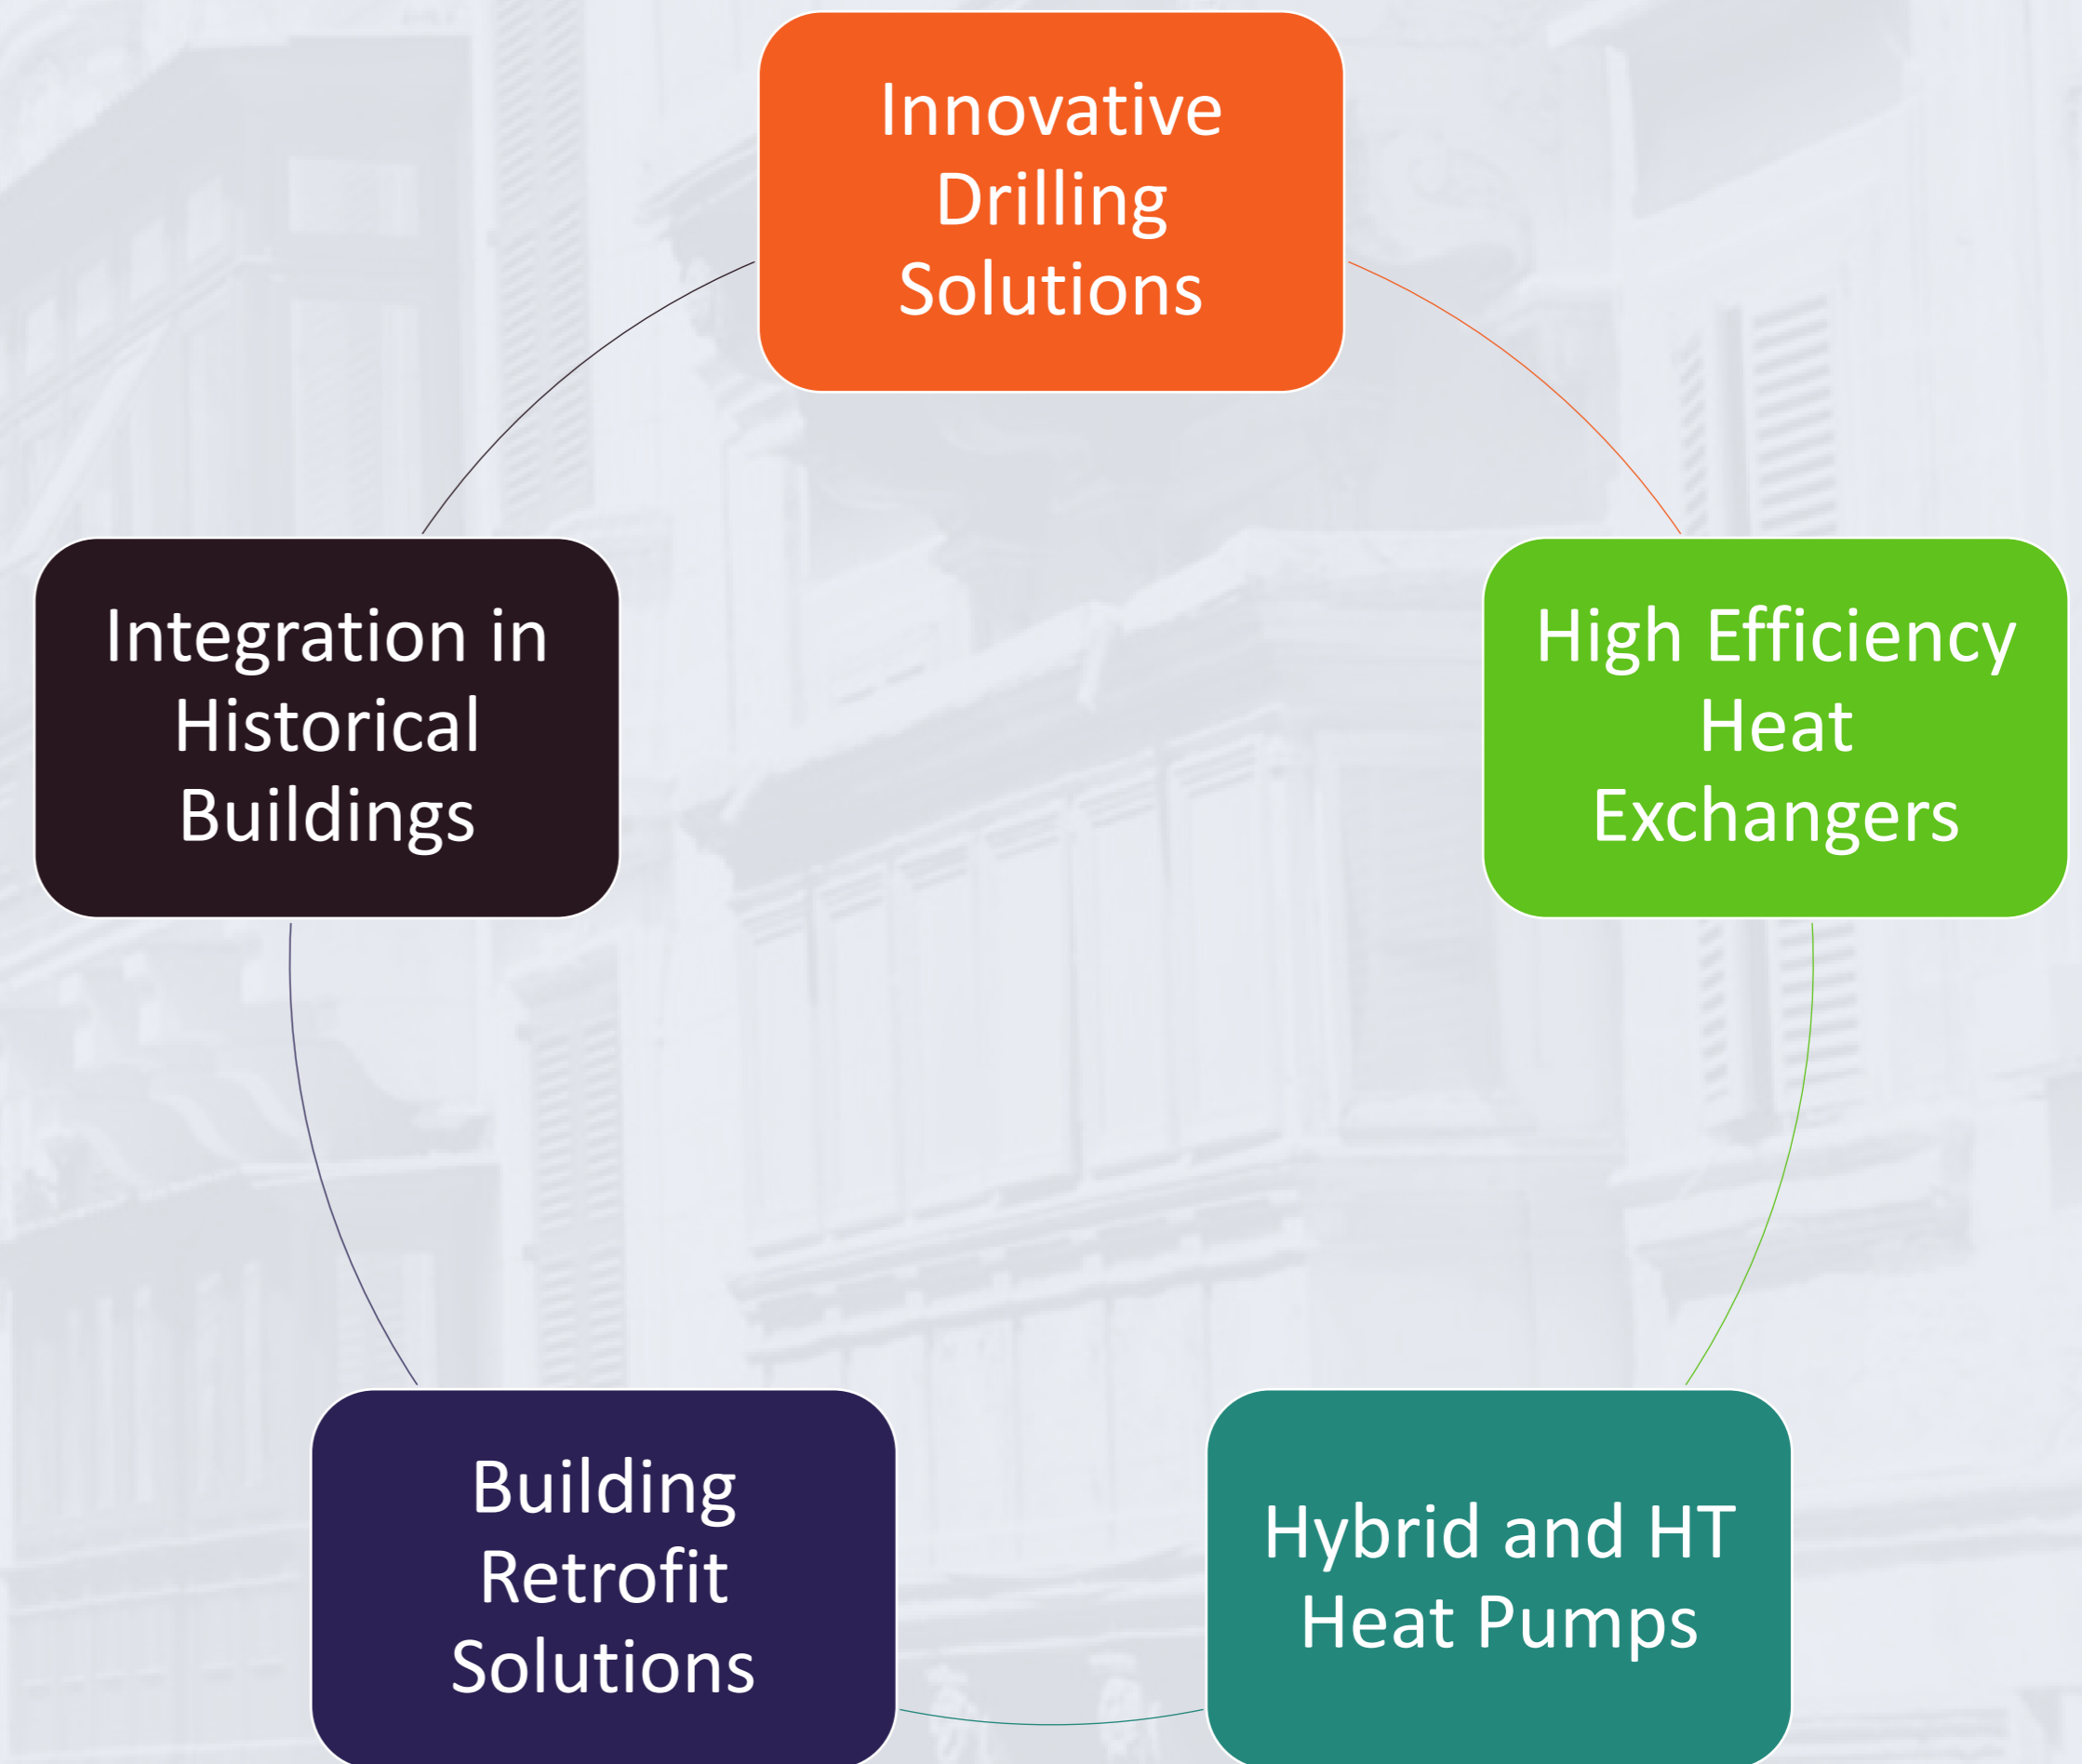 Innovative
Drilling
Solutions
High Efficiency
Heat
Exchangers
Hybrid and HT
Heat Pumps
Building
Retrofit
Solutions
Integration in
Historical
Buildings